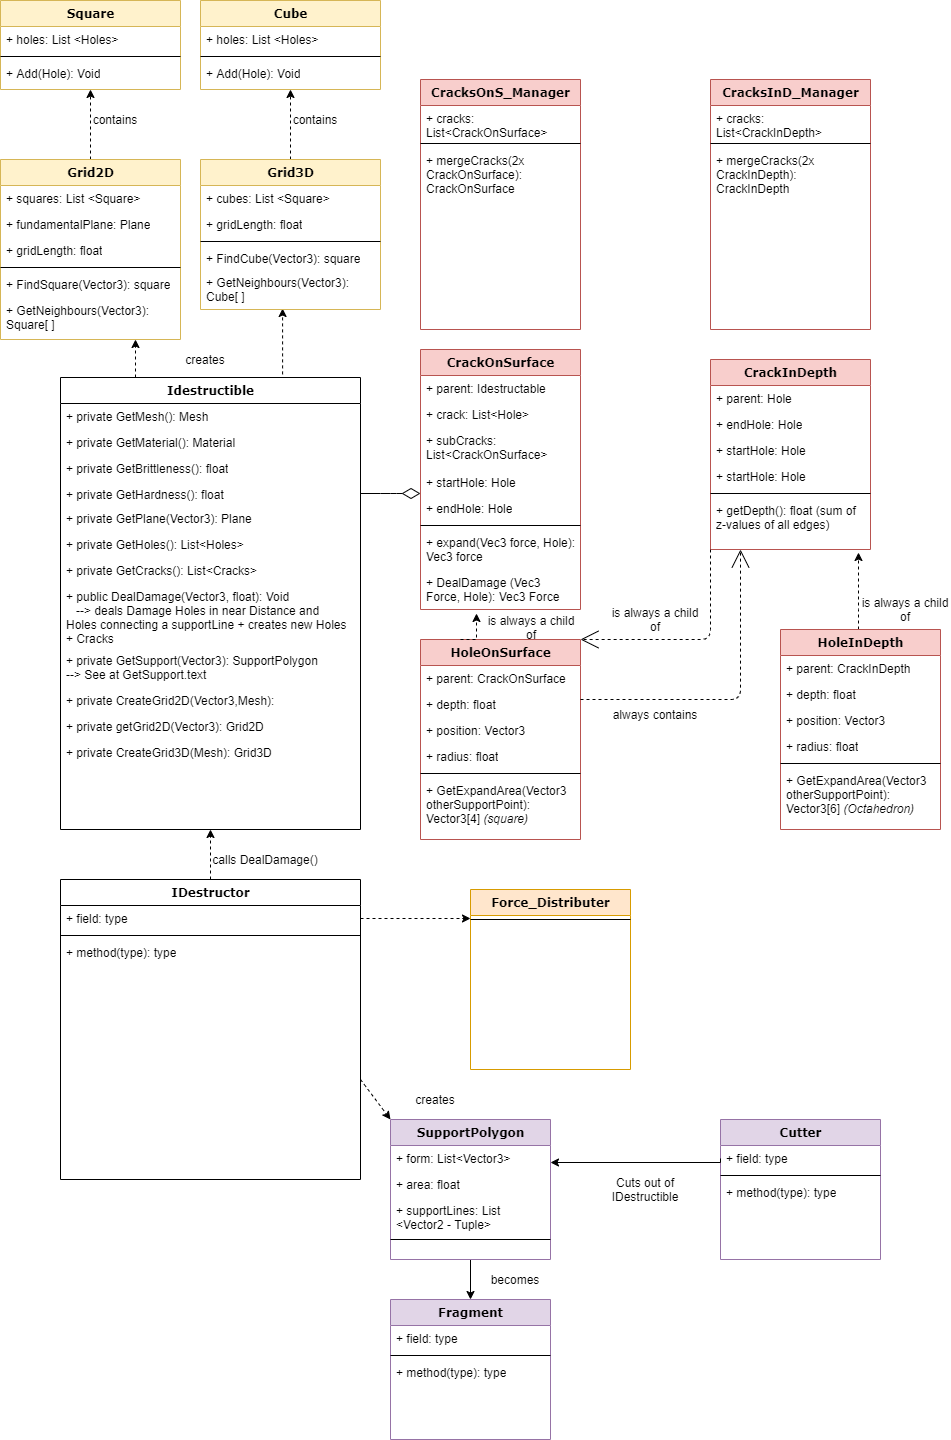 Square
+ holes: List <Holes>
+ Add(Hole): Void
contains
Cube
+ holes: List <Holes>
+ Add(Hole): Void
contains
Grid2D
+ squares: List <Square>
+ fundamentalPlane: Plane
+ gridLength: float
+ FindSquare(Vector3): square
+ GetNeighbours(Vector3):
Square[ ]
Grid3D
+ cubes: List <Square>
+ gridLength: float
+ FindCube(Vector3): square
+ GetNeighbours(Vector3):
Cube[ ]
creates
CracksOnS_Manager
+ cracks:
List<CrackOnSurface>
+ mergeCracks(2x
CrackOnSurface):
CrackOnSurface
CracksInD_Manager
+ cracks:
List<CrackInDepth>
+ mergeCracks(2x
CrackInDepth):
CrackInDepth
Idestructible
+ private GetMesh(): Mesh
+ private GetMaterial(): Material
+ private GetBrittleness(): float
+ private GetHardness(): float
+ private GetPlane(Vector3): Plane
+ private GetHoles(): List<Holes>
+ private GetCracks(): List<Cracks>
+ public DealDamage(Vector3, float): Void
--> deals Damage Holes in near Distance and
Holes connecting a supportLine + creates new Holes
+ Cracks
+ private GetSupport(Vector3): SupportPolygon
--> See at GetSupport.text
+ private CreateGrid2D(Vector3,Mesh):
+ private getGrid2D(Vector3): Grid2D
+ private CreateGrid3D(Mesh): Grid3D
CrackOnSurface
+ parent: Idestructable
+ crack: List<Hole>
+ subCracks:
List<CrackOnSurface>
+ startHole: Hole
+ endHole: Hole
+ expand(Vec3 force, Hole):
Vec3 force
+ DealDamage (Vec3
Force, Hole): Vec3 Force
CrackInDepth
+ parent: Hole
+ endHole: Hole
+ startHole: Hole
+ startHole: Hole
+ getDepth(): float (sum of
z-values of all edges)
is always a child
of
is always a child
of
is always a child
of
HoleOnSurface
+ parent: CrackOnSurface
+ depth: float
+ position: Vector3
+ radius: float
+ GetExpandArea(Vector3
otherSupportPoint):
Vector3[4] (square)
always contains
HoleInDepth
+ parent: CrackInDepth
+ depth: float
+ position: Vector3
+ radius: float
+ GetExpandArea(Vector3
otherSupportPoint):
Vector3[6] (Octahedron)
calls DealDamage()
IDestructor
+ field: type
+ method(type): type
Force_Distributer
creates
SupportPolygon
+ form: List<Vector3>
+ area: float
+ supportLines: List
<Vector2 - Tuple>
Cuts out of
IDestructible
Cutter
+ field: type
+ method(type): type
becomes
Fragment
+ field: type
+ method(type): type